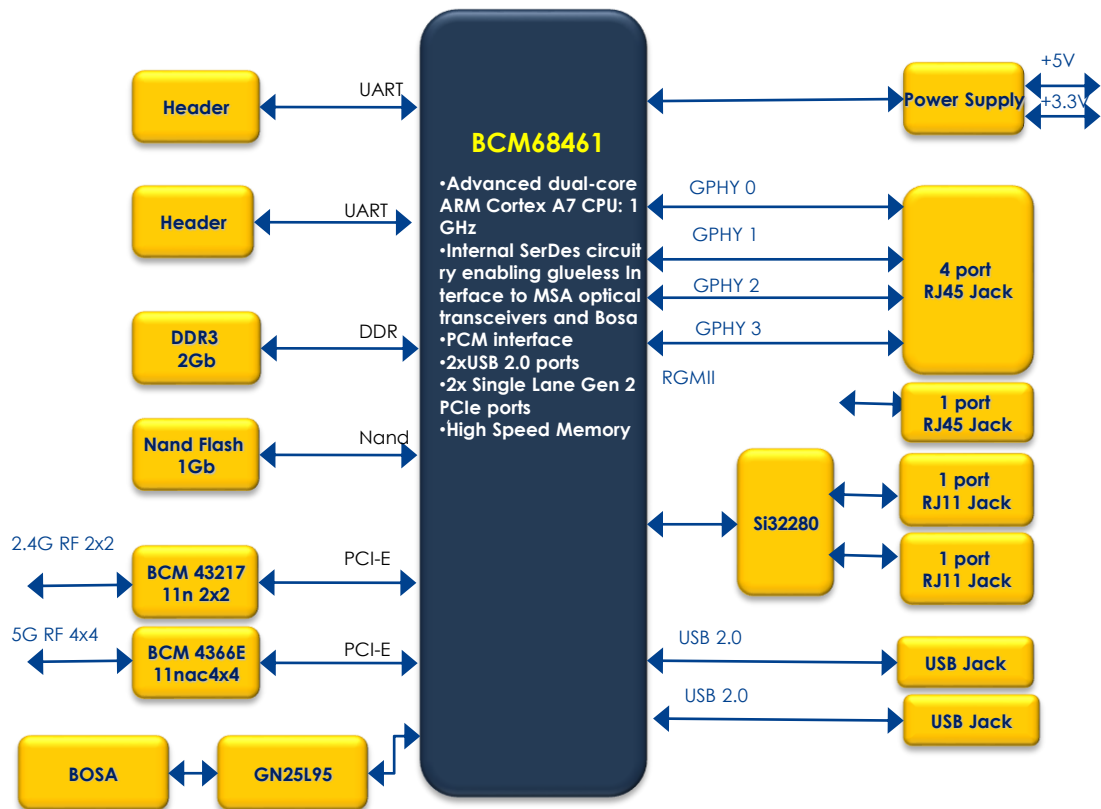 Header
UART
Header
UART
DDR3
2Gb
DDR
Nand Flash
1Gb
Nand
2.4G RF 2x2
BCM 43217
11n 2x2
PCI-E
5G RF 4x4
BCM 4366E
11nac4x4
PCI-E
BOSA
GN25L95
BCM68461
•Advanced dual-core
ARM Cortex A7 CPU: 1
GHz
•Internal SerDes circuit
ry enabling glueless In
terface to MSA optical
transceivers and Bosa
•PCM interface
•2xUSB 2.0 ports
•2x Single Lane Gen 2
PCIe ports
•High Speed Memory
Power Supply
+5V
+3.3V
GPHY 0
GPHY 1
GPHY 2
GPHY 3
4 port
RJ45 Jack
RGMII
1 port
RJ45 Jack
Si32280
1 port
RJ11 Jack
1 port
RJ11 Jack
USB 2.0
USB Jack
USB 2.0
USB Jack